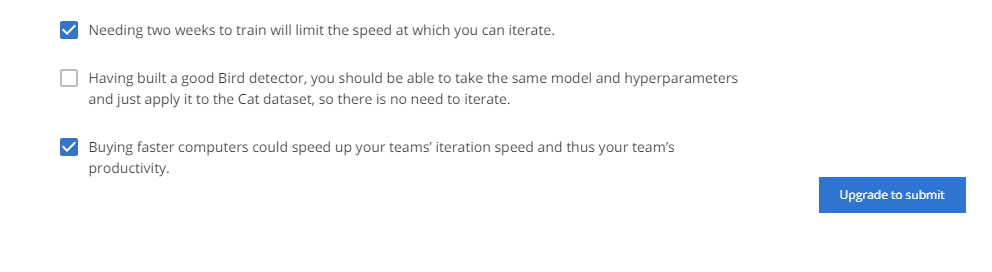 Needing two weeks to train will limit the speed at which you can iterate.
Having built a good Bird detector, you should be able to take the same model and hyperparameters
and just apply it to the Cat dataset, so there is no need to iterate.
Buying faster computers could speed up your teams’ iteration speed and thus your team’s
productivity.
Upgrade to submit